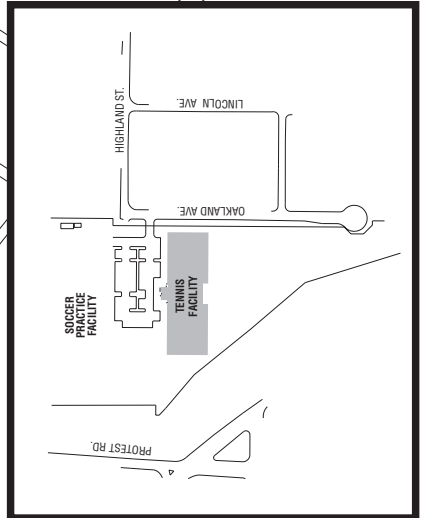 HIGHLAND ST.
LINCOLN AVE.
OAKLAND AVE.
SOCCER
PRACTICE
FACILITY
TENNIS
FACILITY
PROTEST RD.